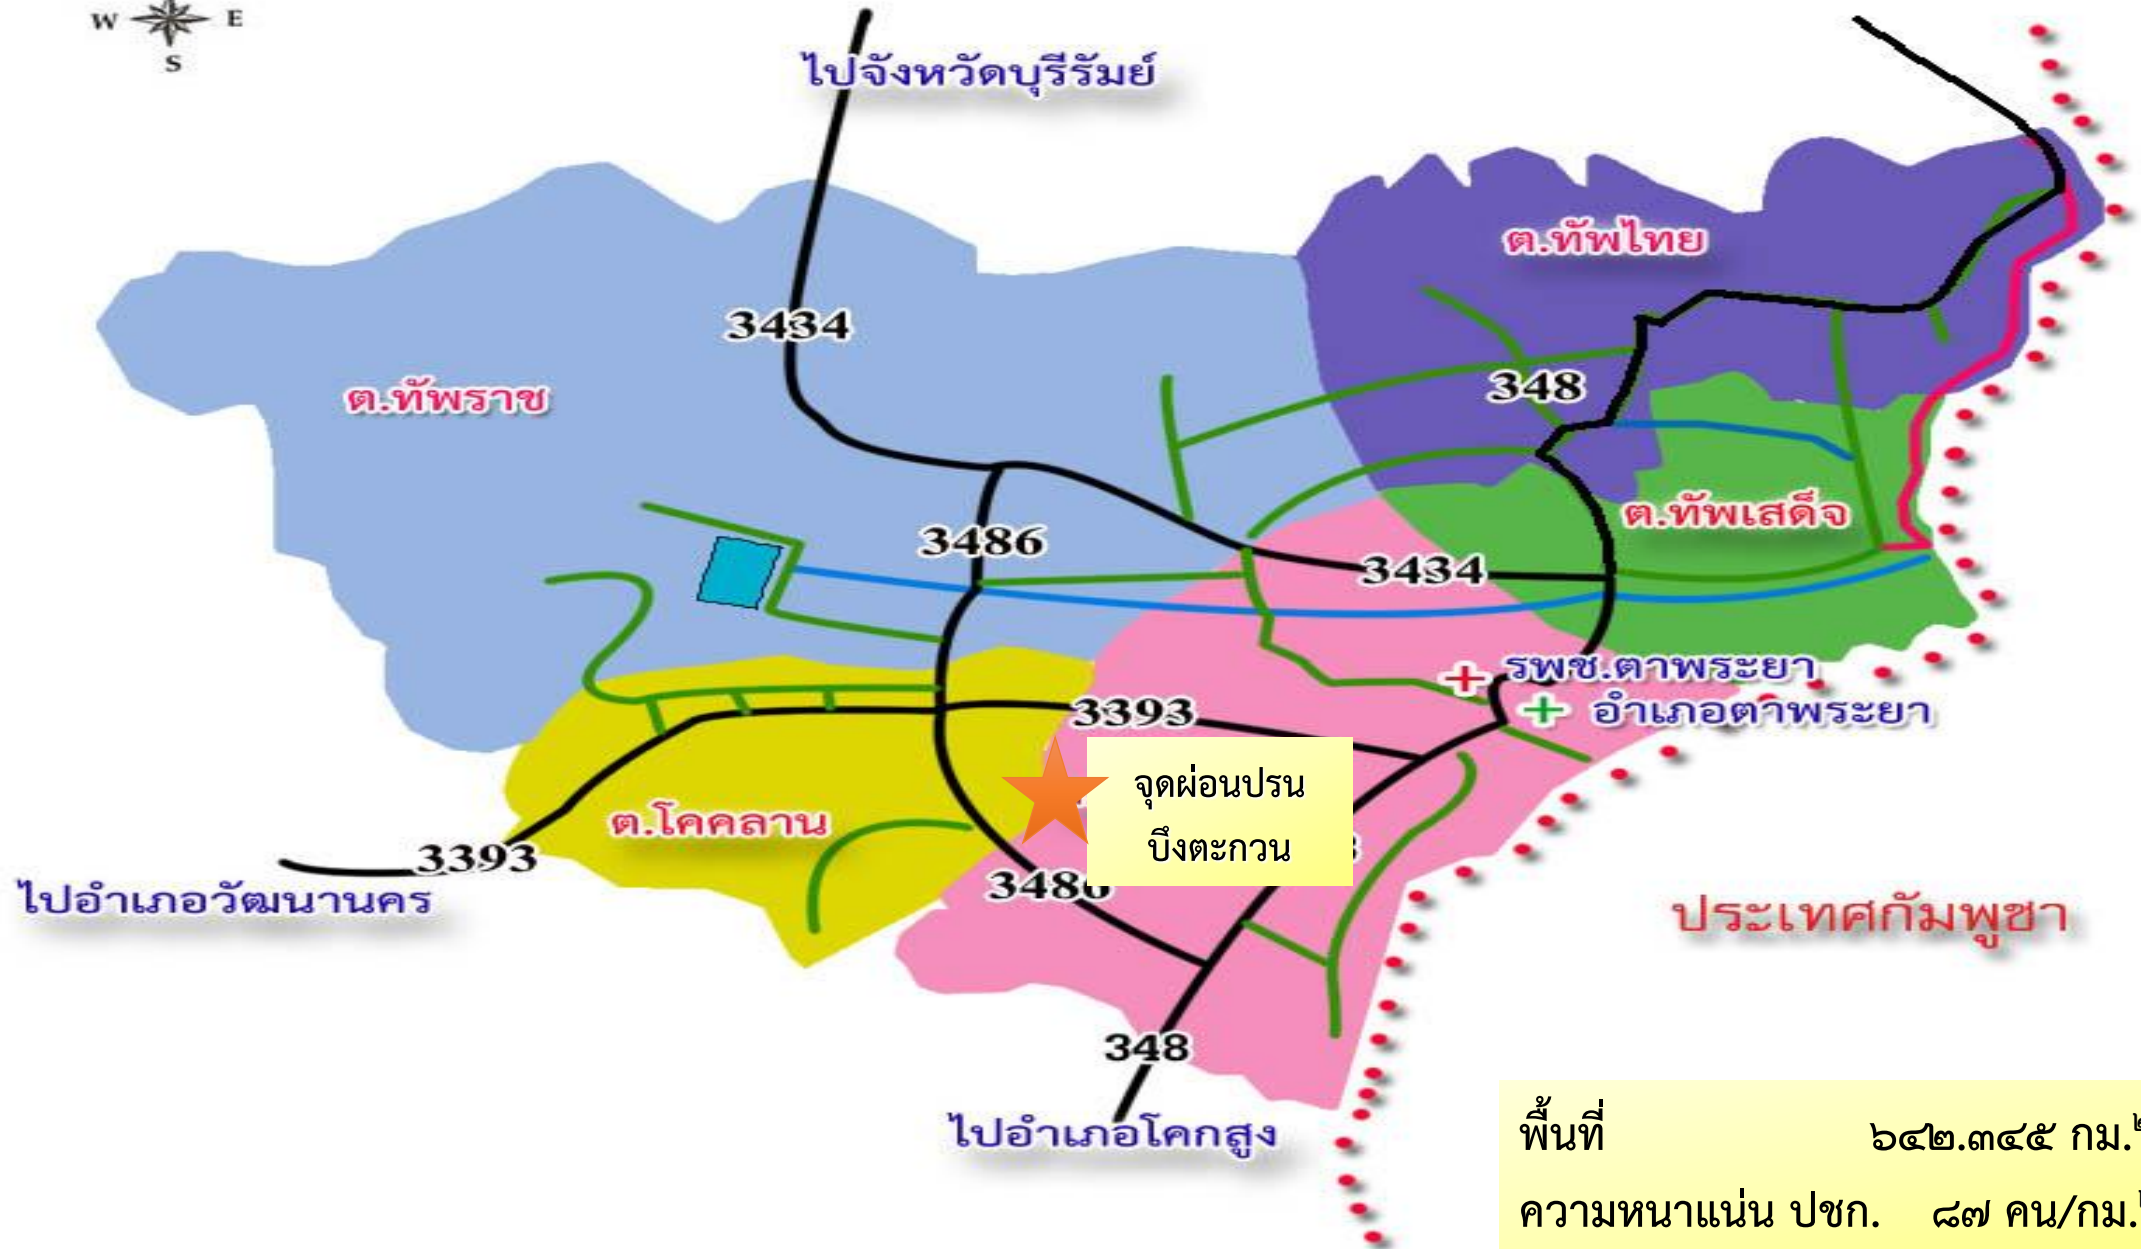 W E
S
ไปจังหวัดบุรีรัมย์
ต.ทัพไทย
3434
348
ต.ทัพราช
ต.ทัพเสด็จ
3486
3434
รพช.ตาพระยา
อำเภอตาพระยา
3393
จุดผ่อนปรน
บึงตะกวน
ต.โคคลาน
3393
3486
ไปอำเภอวัฒนานคร
ประเทศกัมพูชา
348
ไปอำเภอโคกสูง
พื้นที่ ๖๔๒.๓๔๕ กม.๒
ความหนาแน่น ปชก. ๘๗ คน/กม.